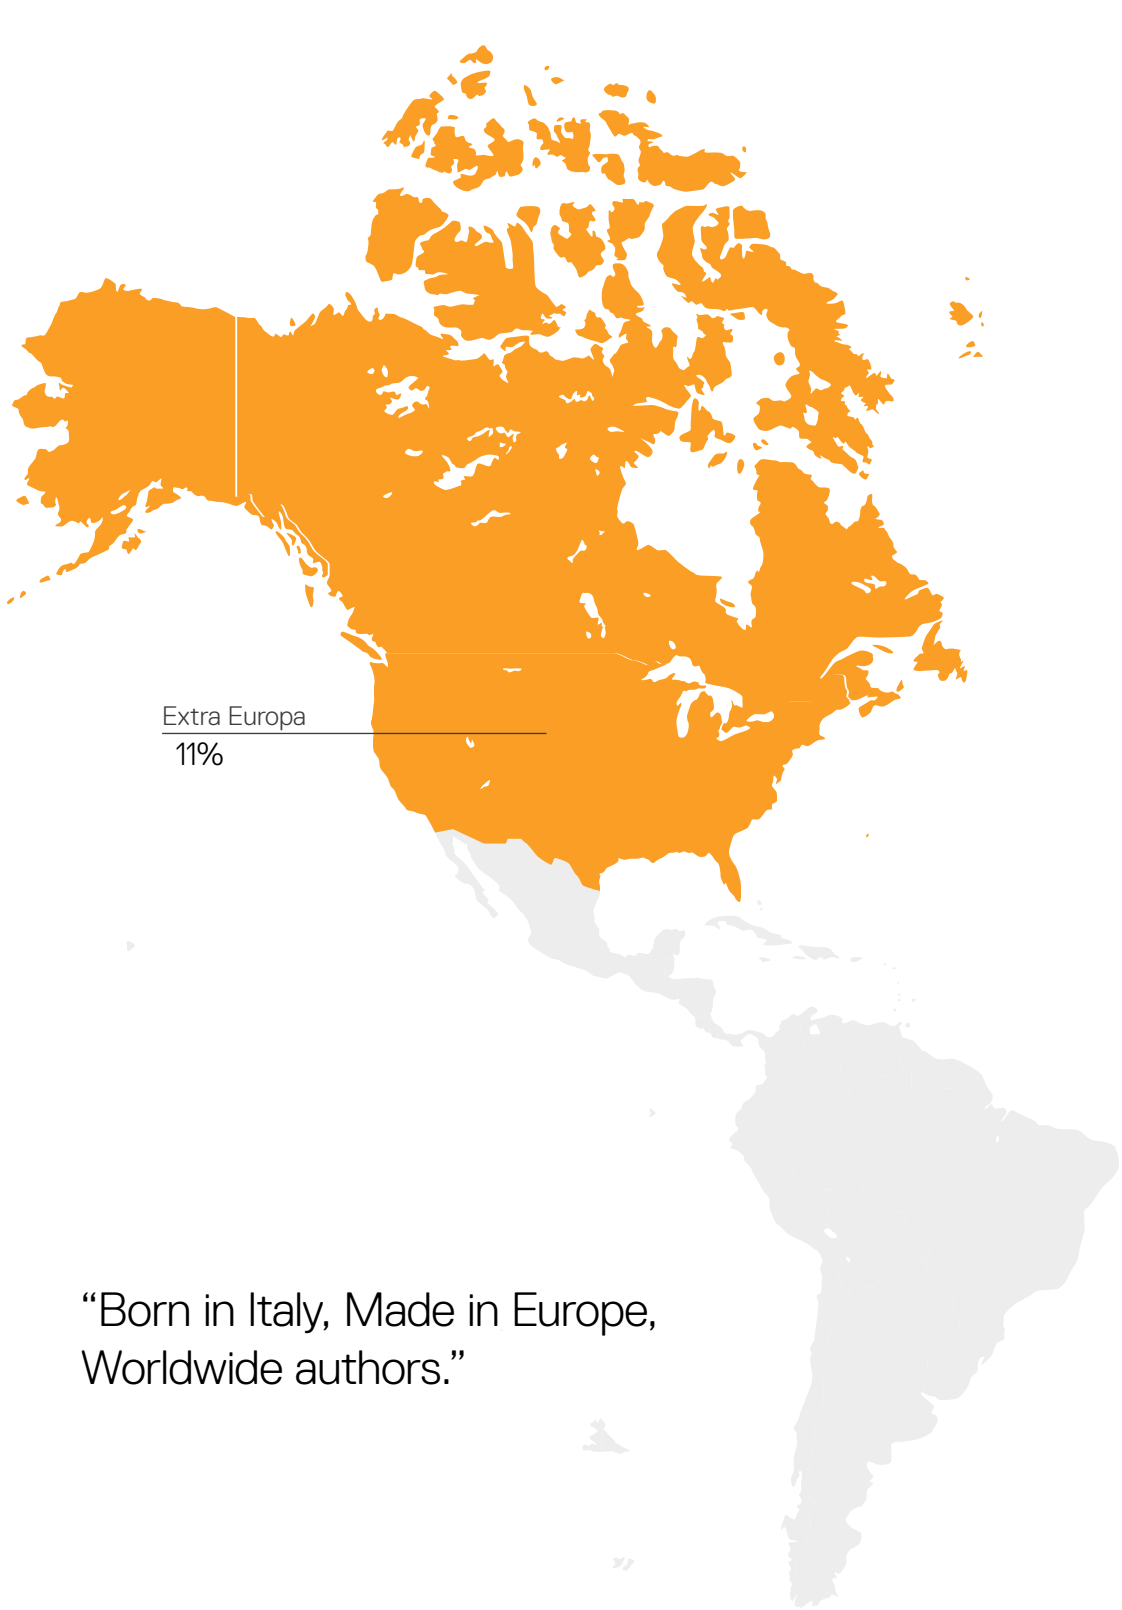 Extra Europa
11%
“Born in Italy, Made in Europe,
Worldwide authors.”